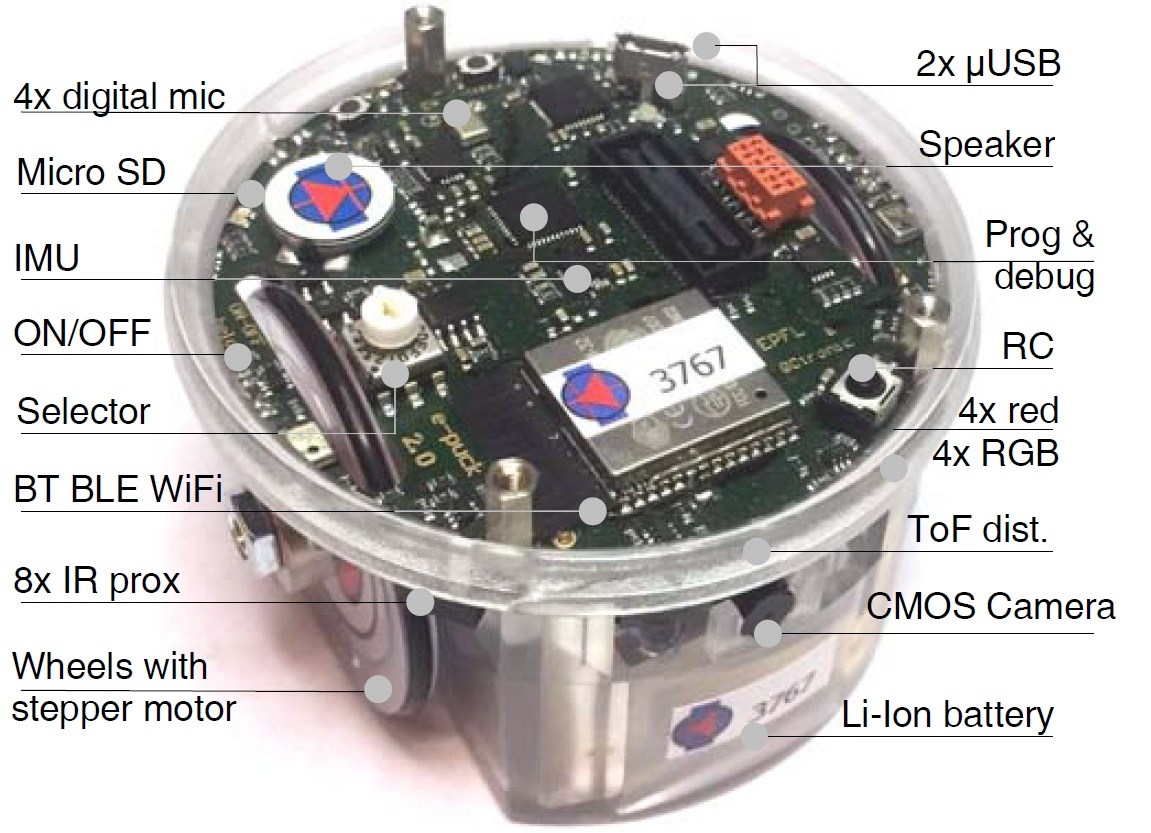 4x digital mic
Micro SD
IMU
ON/OFF
Selector
BT BLE WiFi
8x IR prox
Wheels with
stepper motor
2x µUSB
Speaker
Prog &
debug
RC
4x red
4x RGB
ToF dist.
CMOS Camera
Li-Ion battery
3767
EPFL
GCtronic
e-puck
2.0
3767